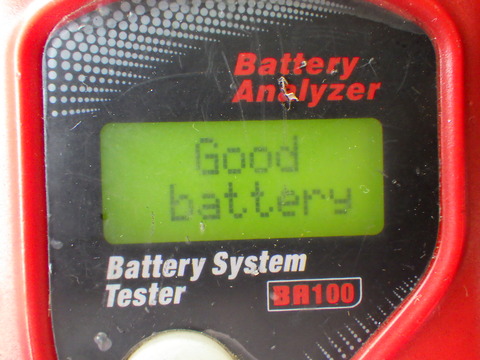 Battery
Analyzer
Good
battery
Battery System
Tester
BA100